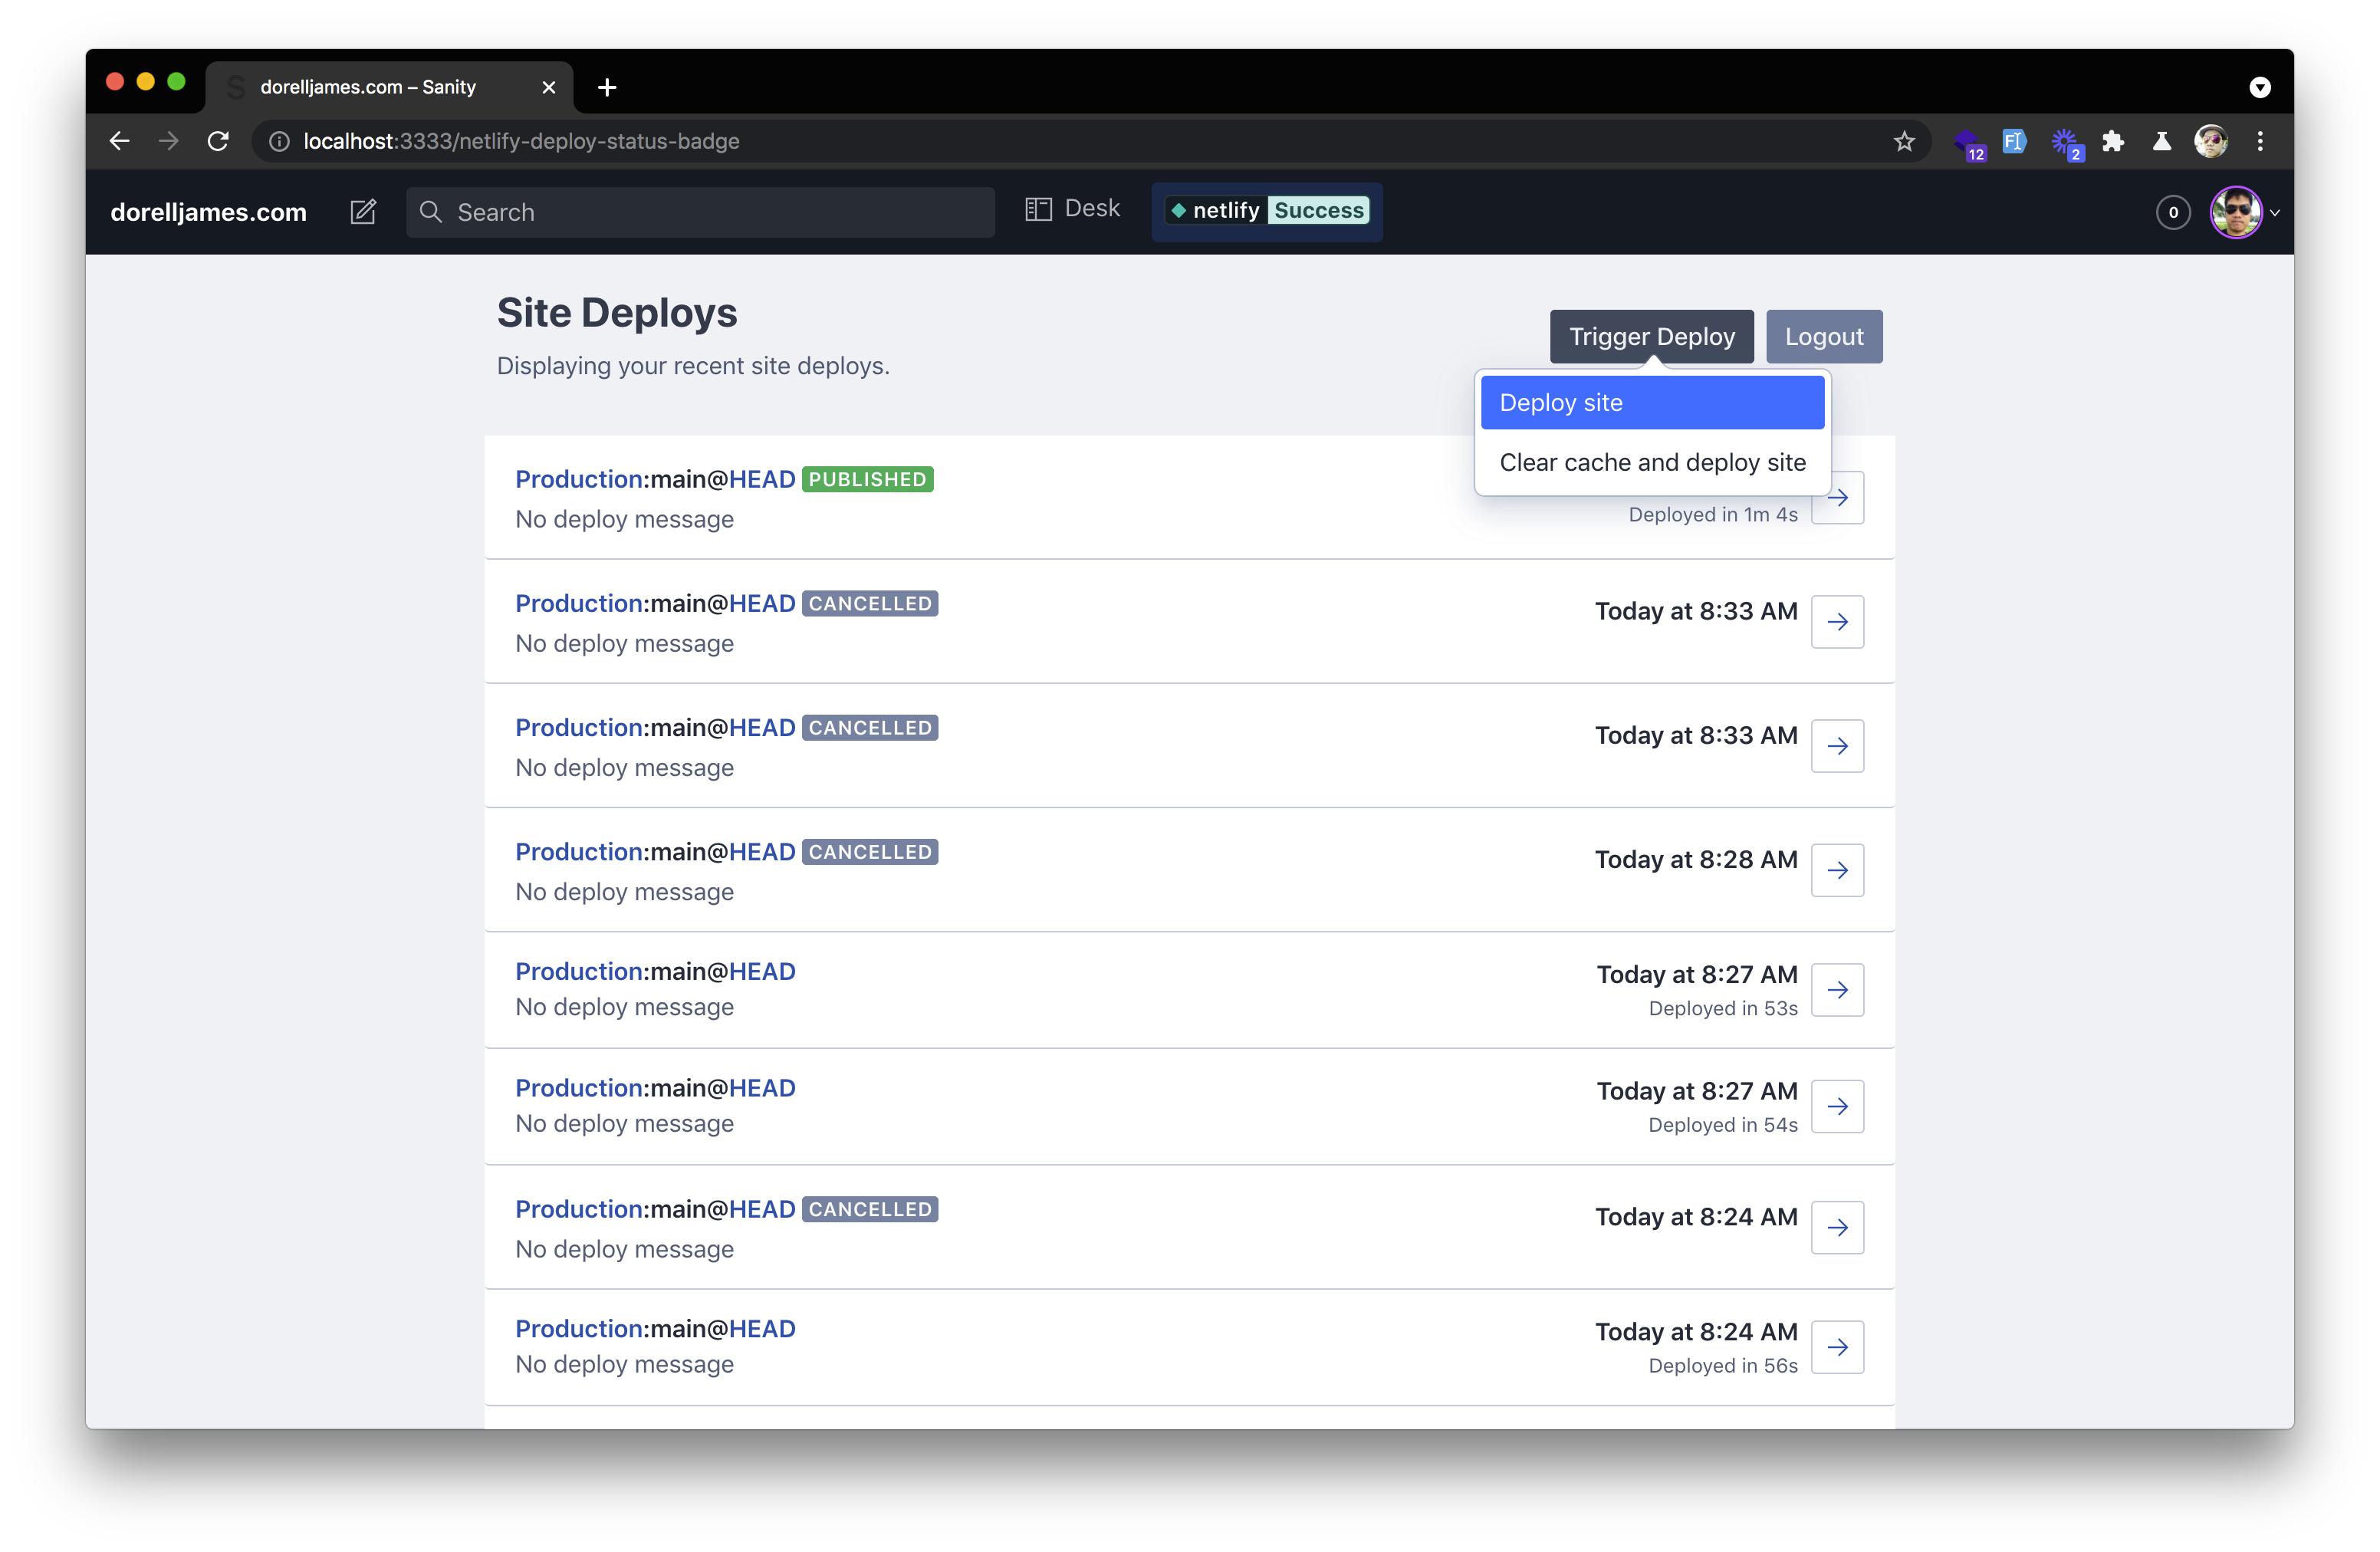 dorelljames.com – Sanity
localhost:3333/netlify-deploy-status-badge
12
2
dorelljames.com
Search
Desk
netlify Success
0
Site Deploys
Displaying your recent site deploys.
Trigger Deploy
Logout
Deploy site
Clear cache and deploy site
Production:main@HEAD PUBLISHED
No deploy message
Deployed in 1m 4s
Production:main@HEAD CANCELLED
No deploy message
Today at 8:33 AM
Production:main@HEAD CANCELLED
No deploy message
Today at 8:33 AM
Production:main@HEAD CANCELLED
No deploy message
Today at 8:28 AM
Production:main@HEAD
No deploy message
Today at 8:27 AM
Deployed in 53s
Production:main@HEAD
No deploy message
Today at 8:27 AM
Deployed in 54s
Production:main@HEAD CANCELLED
No deploy message
Today at 8:24 AM
Production:main@HEAD
No deploy message
Today at 8:24 AM
Deployed in 56s